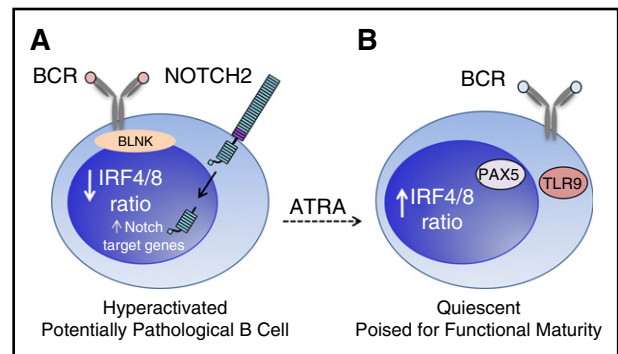 A
B
BCR
NOTCH2
BLNK
↓ IRF4/8
ratio
↑ Notch
target genes
ATRA
BCR
PAX5
TLR9
↑ IRF4/8
ratio
Hyperactivated
Potentially Pathological B Cell
Quiescent
Poised for Functional Maturity